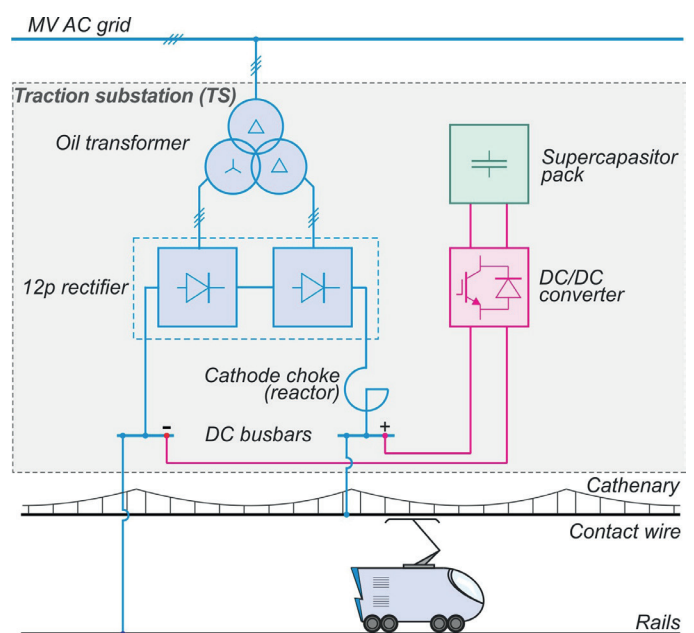 MV AC grid
Traction substation (TS)
Oil transformer
Supercapasitor
pack
12p rectifier
DC/DC
converter
Cathode choke
(reactor)
-
DC busbars
+
Cathenary
Contact wire
Rails